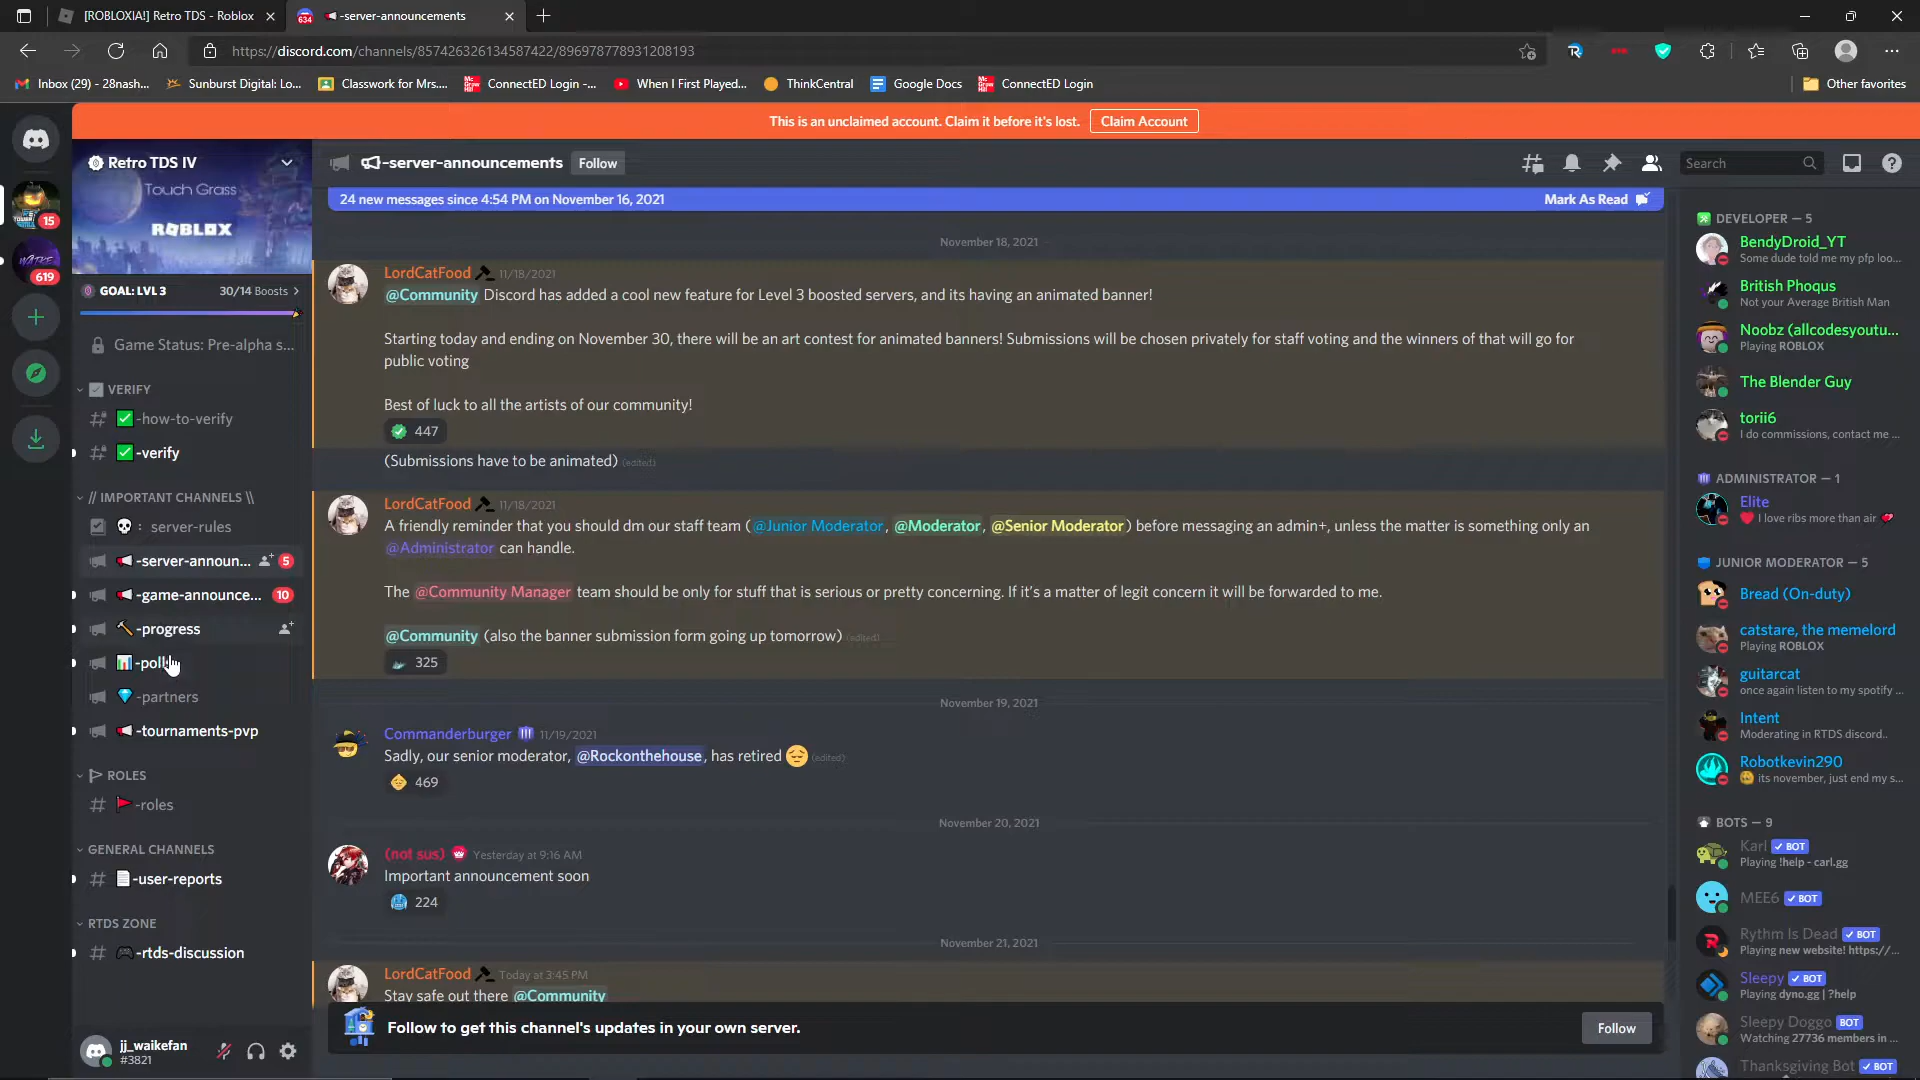 [ROBLOXIA!] Retro TDS - Roblox
634
-server-announcements
https://discord.com/channels/857426326134587422/896978778931208193
Inbox (29) - 28nash...
Sunburst Digital: Lo...
Classwork for Mrs....
ConnectED Login -...
When I First Played...
ThinkCentral
Google Docs
ConnectED Login
Other favorites
This is an unclaimed account. Claim it before it's lost.
Claim Account
Retro TDS IV
Touch Grass
ROBLOX
GOAL: LVL 3
30/14 Boosts
15
619
Game Status: Pre-alpha s...
VERIFY
-how-to-verify
-verify
// IMPORTANT CHANNELS \\
: server-rules
-server-announ...
5
-game-announce...
10
-progress
-poll
-partners
-tournaments-pvp
ROLES
-roles
GENERAL CHANNELS
-user-reports
RTDS ZONE
-rtds-discussion
jj_waikefan
#3821
-server-announcements
Follow
Search
24 new messages since 4:54 PM on November 16, 2021
Mark As Read
November 18, 2021
LordCatFood 11/18/2021
@Community Discord has added a cool new feature for Level 3 boosted servers, and its having an animated banner!
Starting today and ending on November 30, there will be an art contest for animated banners! Submissions will be chosen privately for staff voting and the winners of that will go for
public voting
Best of luck to all the artists of our community!
447
(Submissions have to be animated) (edited)
LordCatFood 11/18/2021
A friendly reminder that you should dm our staff team (@Junior Moderator, @Moderator, @Senior Moderator) before messaging an admin+, unless the matter is something only an
@Administrator can handle.
The @Community Manager team should be only for stuff that is serious or pretty concerning. If it's a matter of legit concern it will be forwarded to me.
@Community (also the banner submission form going up tomorrow) (edited)
325
November 19, 2021
Commanderburger 11/19/2021
Sadly, our senior moderator, @Rockonthehouse, has retired (edited)
469
November 20, 2021
(not sus) Yesterday at 9:16 AM
Important announcement soon
224
November 21, 2021
LordCatFood Today at 3:45 PM
Stay safe out there @Community
Follow to get this channel's updates in your own server.
Follow
DEVELOPER — 5
BendyDroid_YT
Some dude told me my pfp loo...
British Phoqus
Not your Average British Man
Noobz (allcodesyoutu...
Playing ROBLOX
The Blender Guy
torii6
I do commissions, contact me ...
ADMINISTRATOR — 1
Elite
I love ribs more than air
JUNIOR MODERATOR — 5
Bread (On-duty)
catstare, the memelord
Playing ROBLOX
guitarcat
once again listen to my spotify ...
Intent
Moderating in RTDS discord..
Robotkevin290
its november, just end my s...
BOTS — 9
Karl BOT
Playing !help - carl.gg
MEE6 BOT
Rythm Is Dead BOT
Playing new website! https://...
Sleepy BOT
Playing dyno.gg | ?help
Sleepy Doggo BOT
Watching 27736 members in ...
Thanksgiving Bot BOT